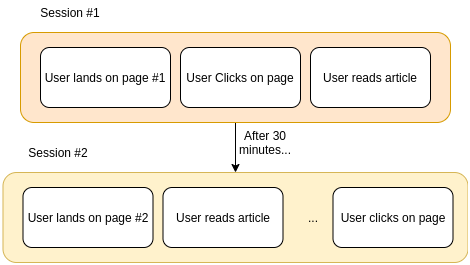 Session #1
User lands on page #1
User Clicks on page
User reads article
After 30
minutes...
Session #2
User lands on page #2
User reads article
...
User clicks on page